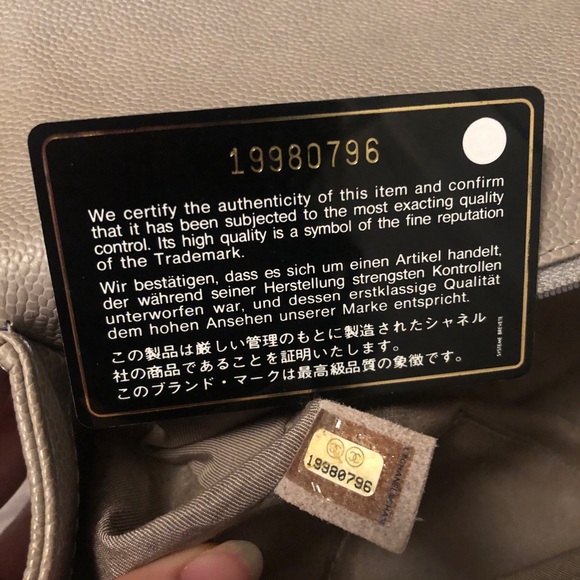 19980796
We certify the authenticity of this item and confirm
that it has been subjected to the most exacting quality
control. Its high quality is a symbol of the fine reputation
of the Trademark.
Wir bestätigen, dass es sich um einen Artikel handelt,
der während seiner Herstellung strengsten Kontrollen
unterworfen war, und dessen erstklassige Qualität
dem hohen Ansehen unserer Marke entspricht.
この製品は厳しい管理のもとに製造されたシャネル
社の商品であることを証明いたします。
このブランド・マークは最高級品質の象徴です。
SYSTEME BREVETE
19980796